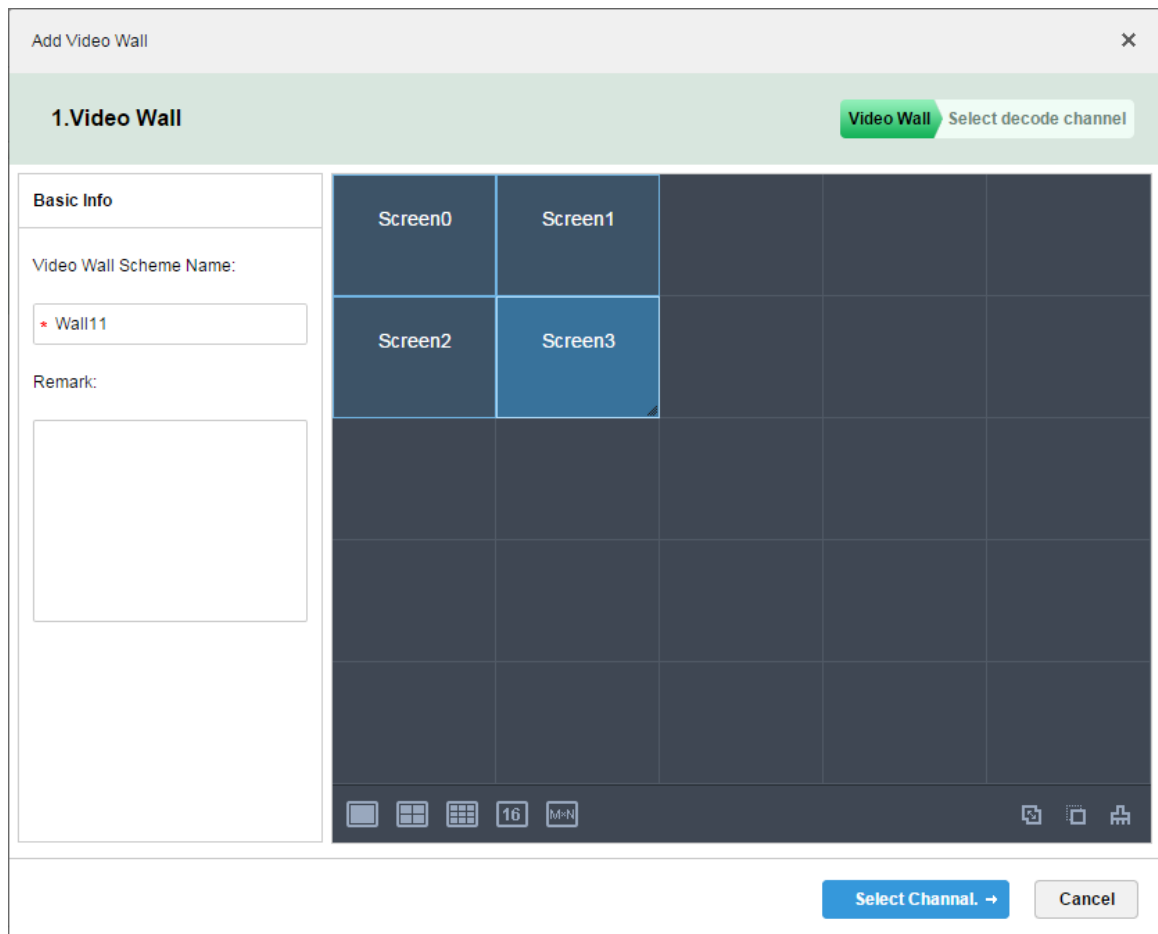 Add Video Wall
1.Video Wall
Video Wall Select decode channel
Basic Info
Video Wall Scheme Name:
* Wall11
Remark:
Screen0 Screen1
Screen2 Screen3
16 M×N
Select Channal. → Cancel